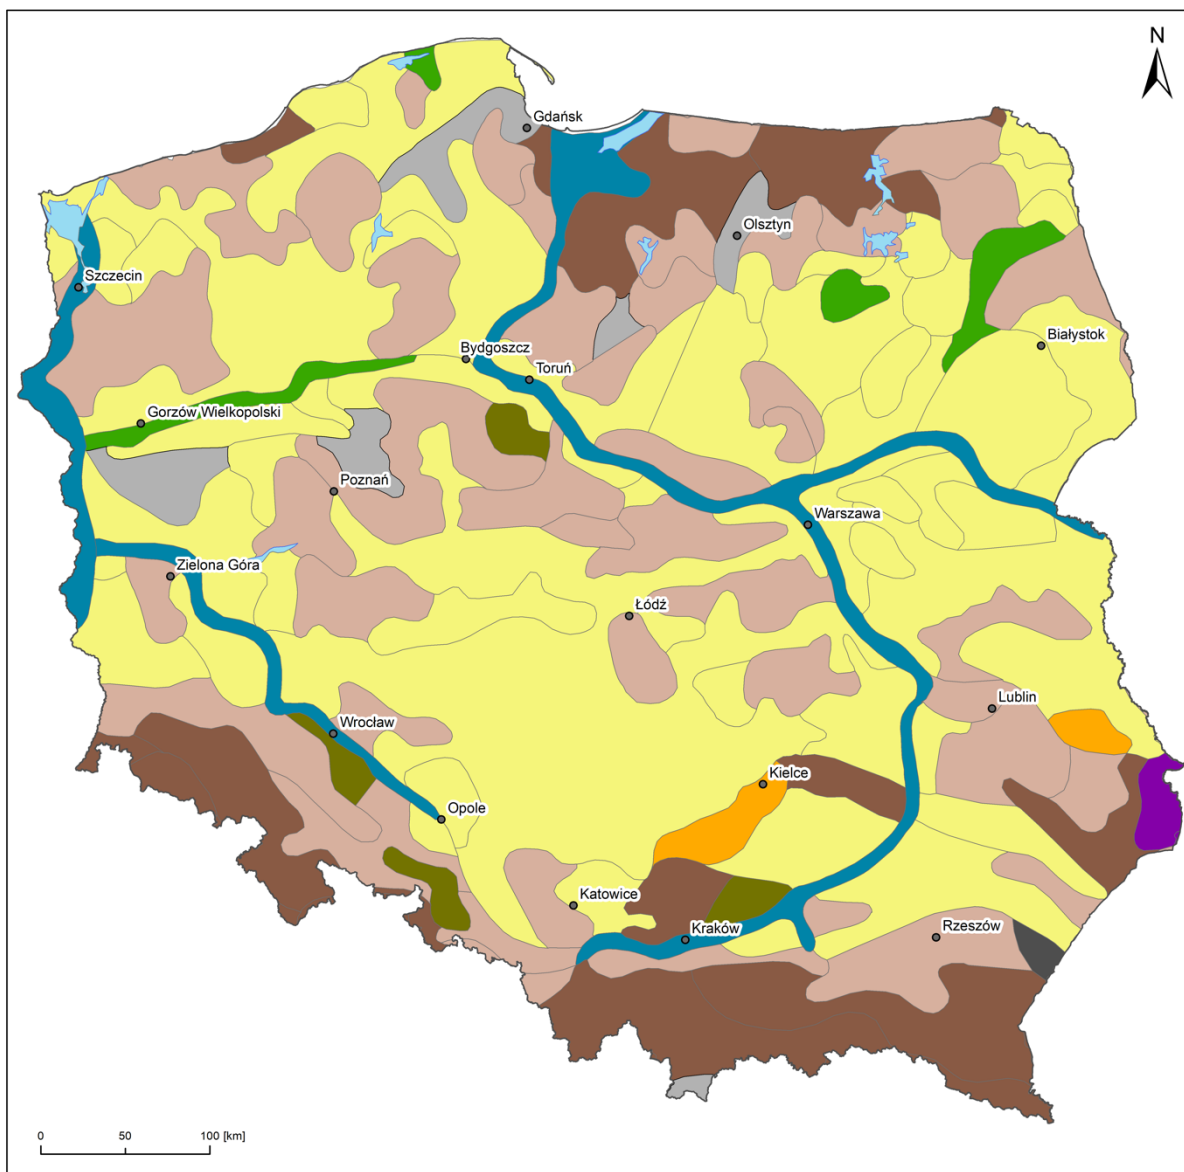 N
Gdańsk
Olsztyn
Szczecin
Białystok
Bydgoszcz
Toruń
Gorzów Wielkopolski
Poznań
Warszawa
Zielona Góra
Łódź
Lublin
Wrocław
Kielce
Opole
Katowice
Kraków
Rzeszów
0 50 100 [km]